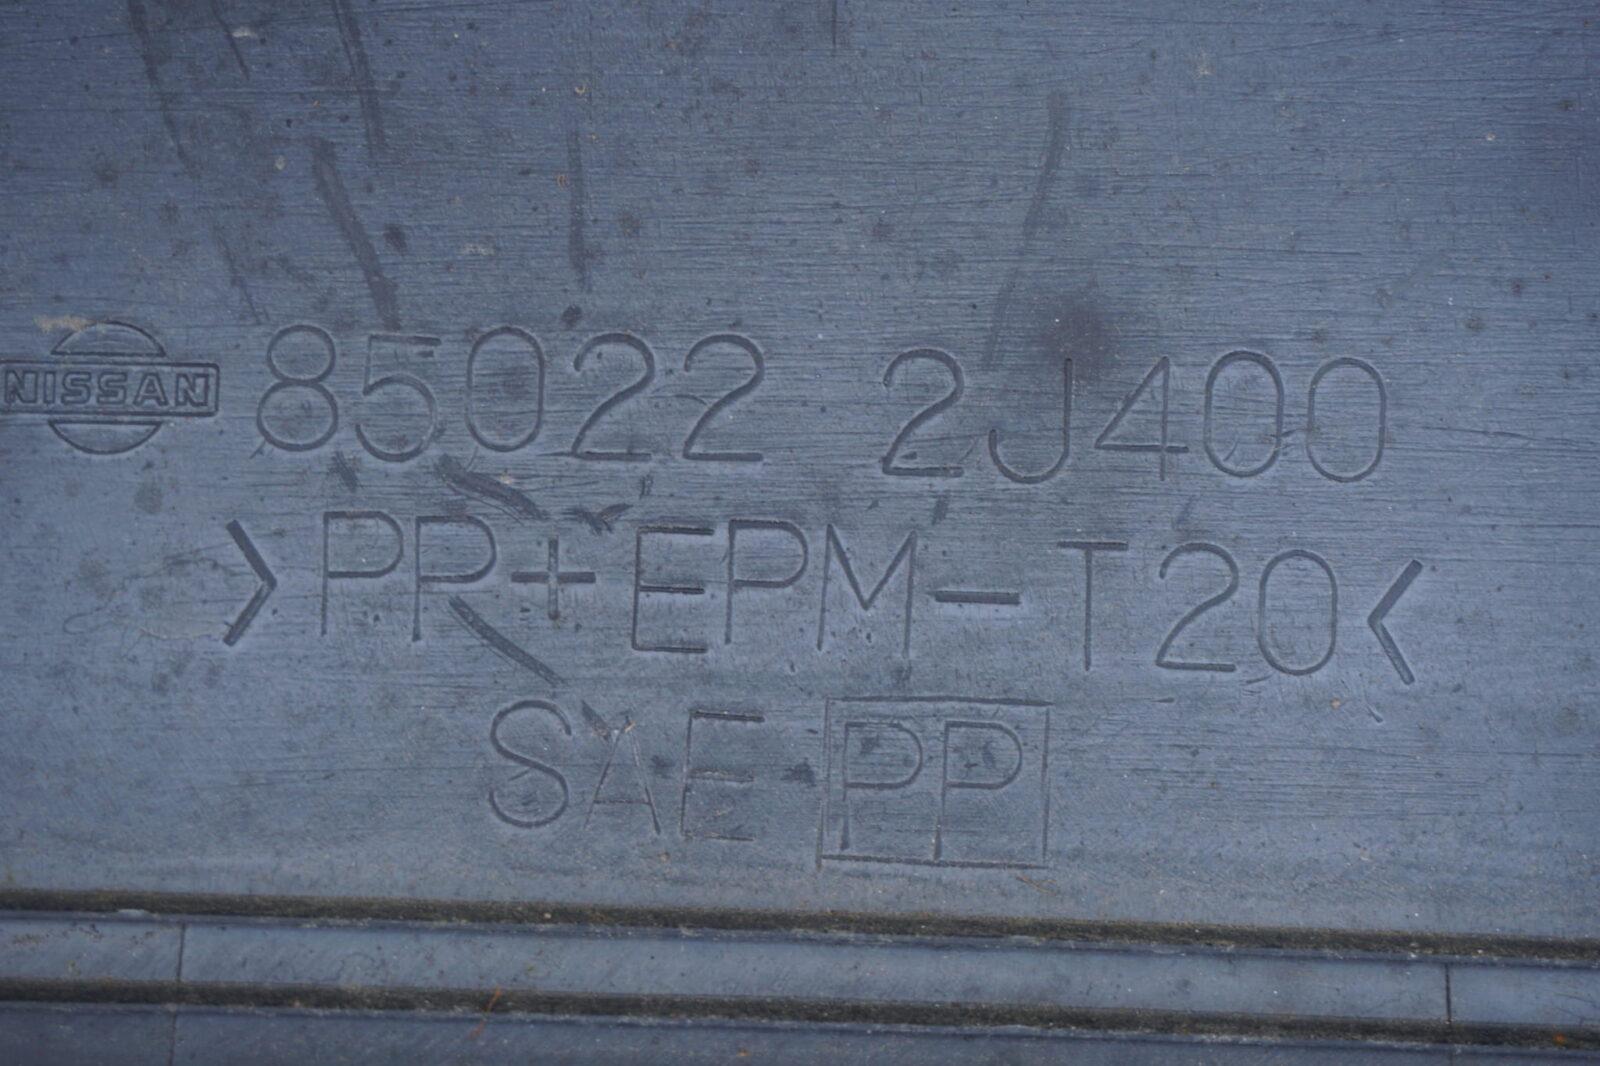 NISSAN 85022 2J400
>PP+EPM-T20<
SAE PP